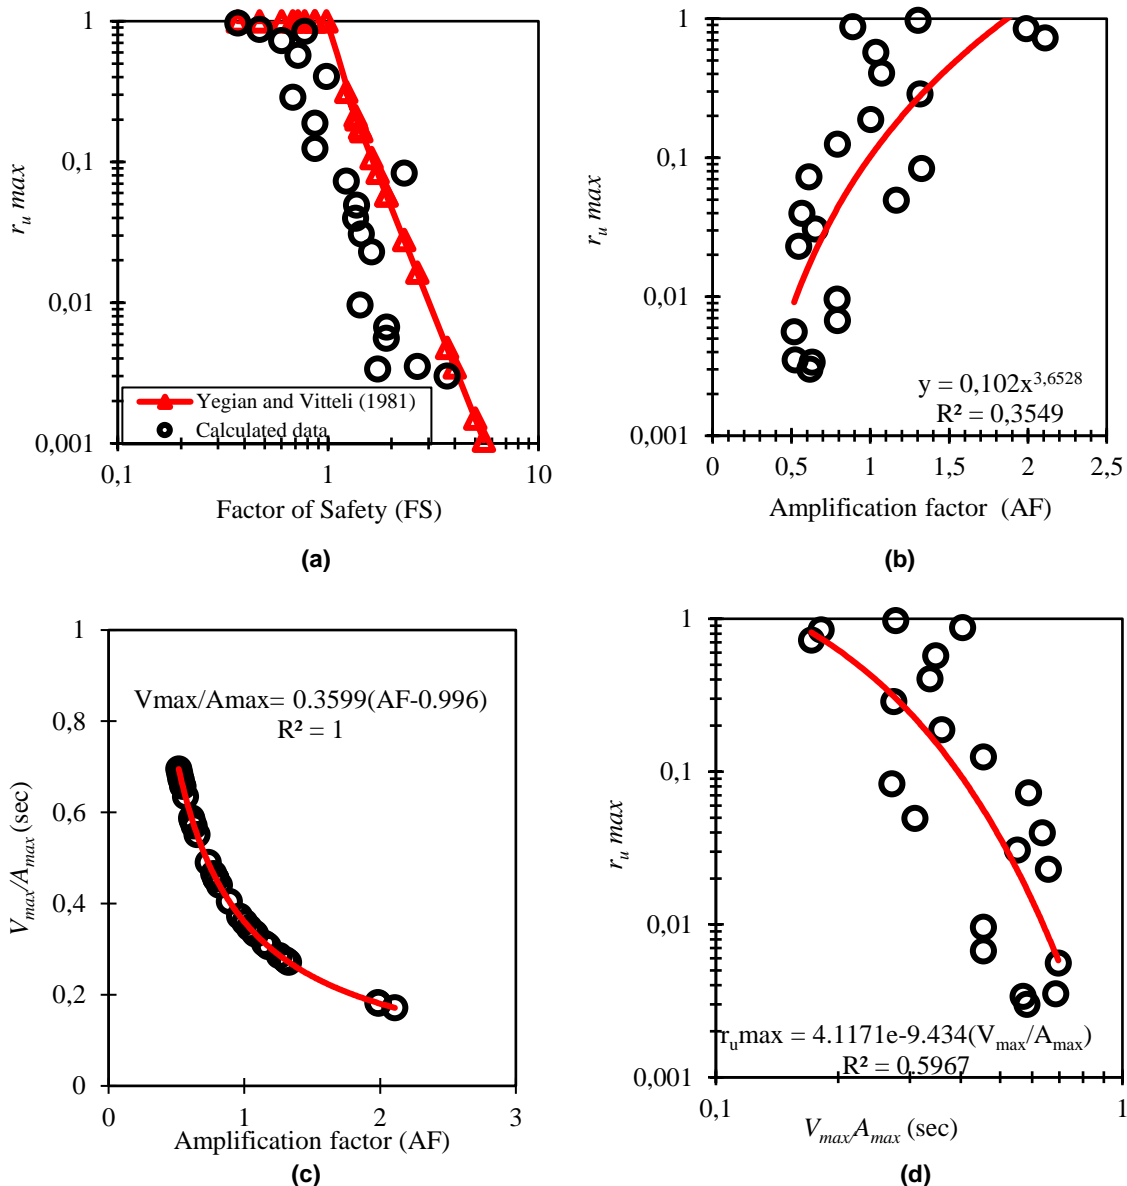 1
0,1
0,01
0,001
r_u max
Yegian and Vitteli (1981)
Calculated data
0,1
1
10
Factor of Safety (FS)
(a)
1
0,1
0,01
0,001
r_u max
y = 0,102x^3,6528
R² = 0,3549
0
0,5
1
1,5
2
2,5
Amplification factor (AF)
(b)
1
0,8
0,6
0,4
0,2
0
V_max/A_max (sec)
Vmax/Amax= 0.3599(AF-0.996)
R² = 1
0
1
2
3
Amplification factor (AF)
(c)
1
0,1
0,01
0,001
r_u max
r_umax = 4.1171e-9.434(V_max/A_max)
R² = 0.5967
0,1
1
V_max/A_max (sec)
(d)